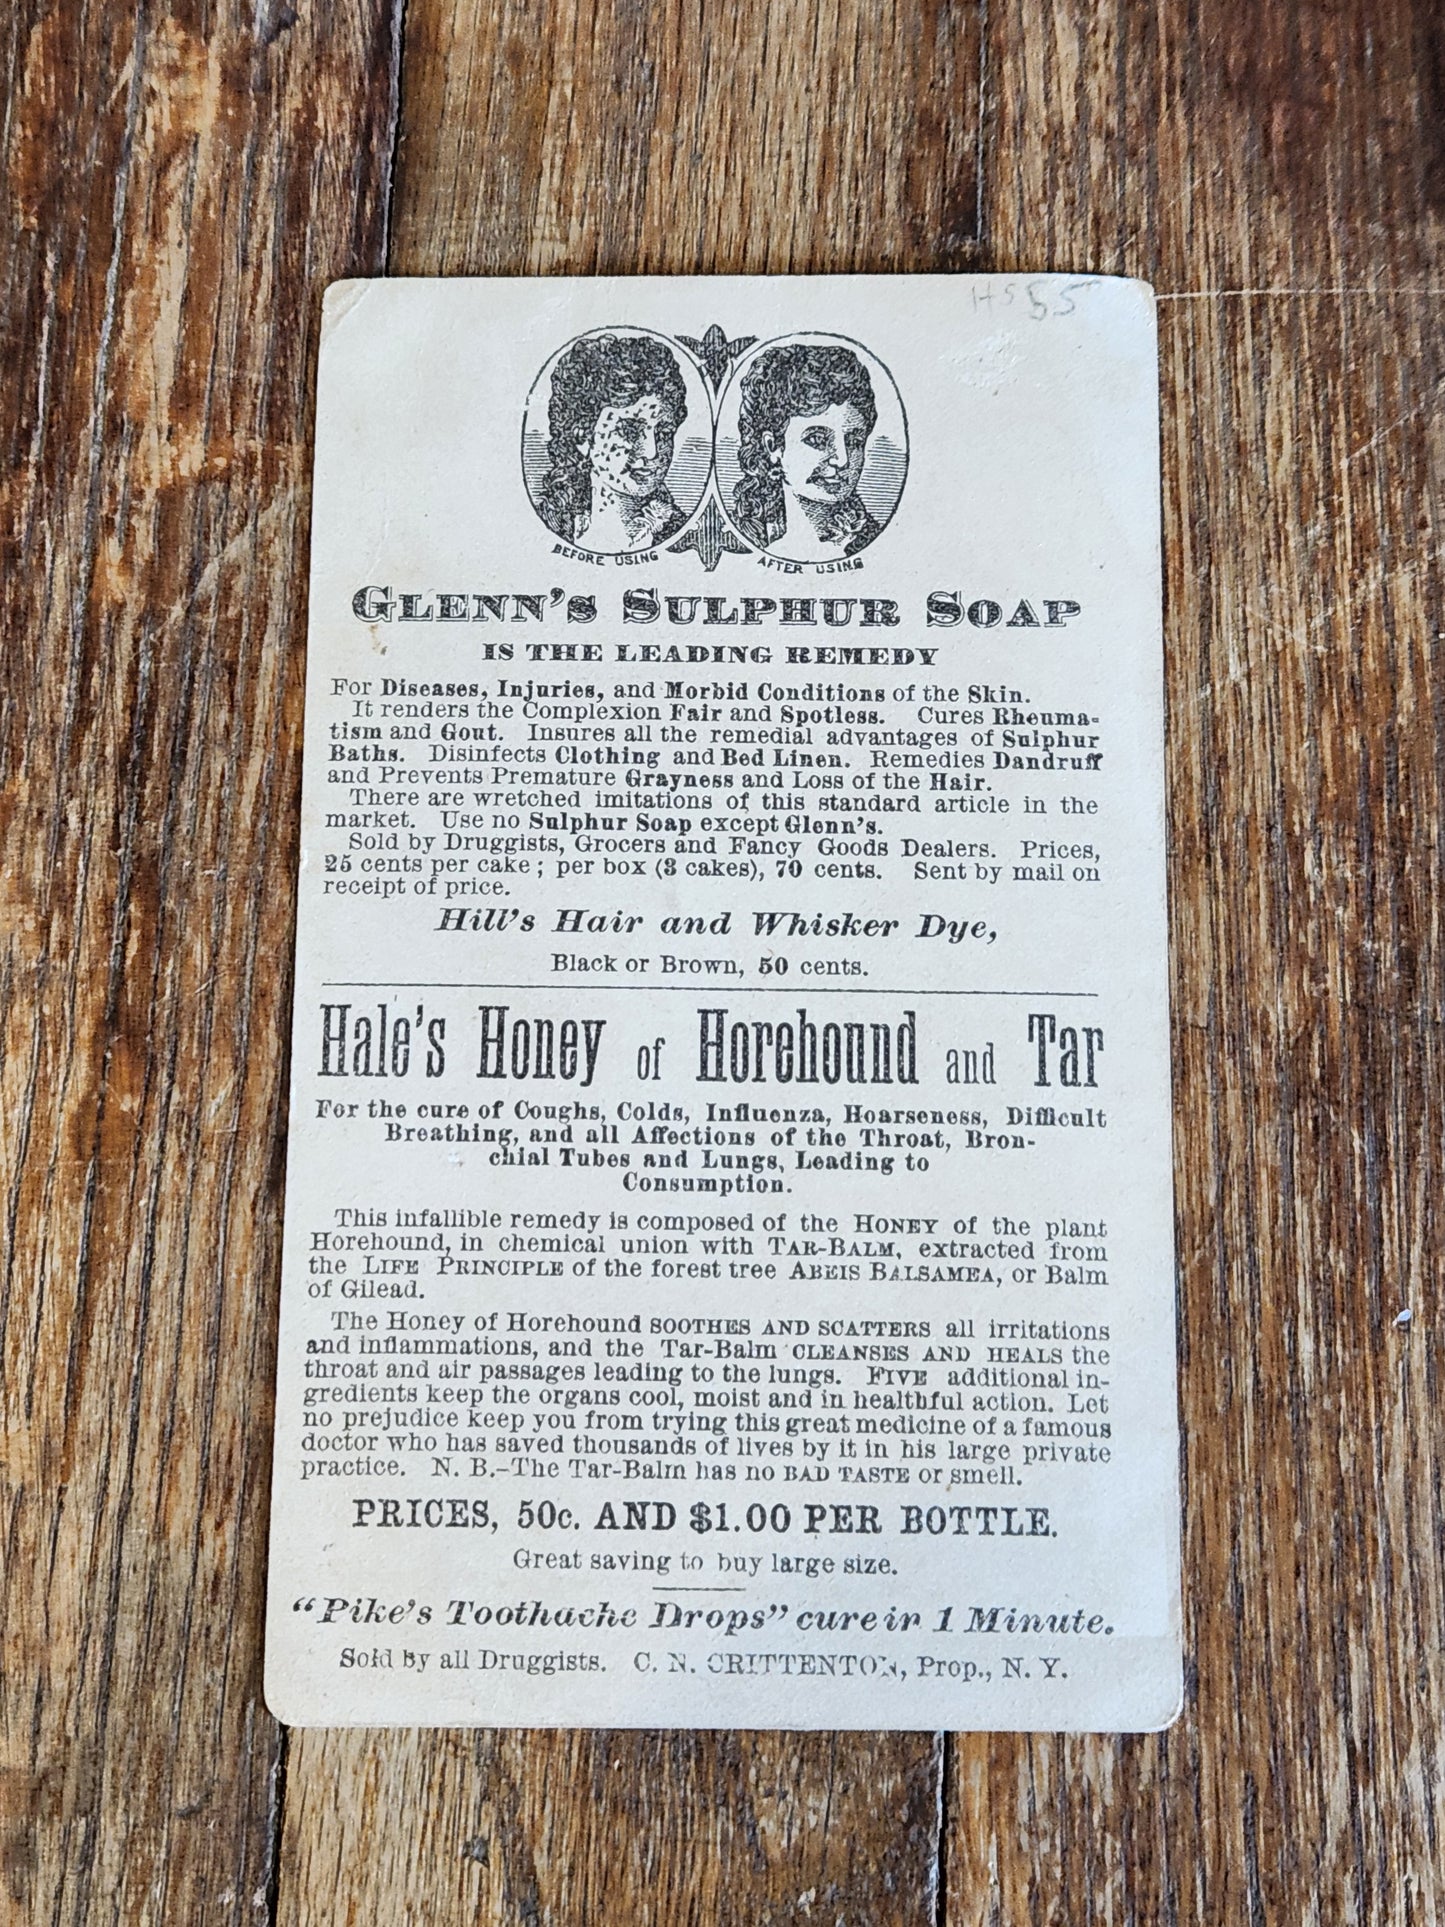 HS 55
BEFORE USING
AFTER USING
GLENN'S SULPHUR SOAP
IS THE LEADING REMEDY
For Diseases, Injuries, and Morbid Conditions of the Skin.
It renders the Complexion Fair and Spotless. Cures Rheuma-
tism and Gout. Insures all the remedial advantages of Sulphur
Baths. Disinfects Clothing and Bed Linen. Remedies Dandruff
and Prevents Premature Grayness and Loss of the Hair.
There are wretched imitations of this standard article in the
market. Use no Sulphur Soap except Glenn's.
Sold by Druggists, Grocers and Fancy Goods Dealers. Prices,
25 cents per cake; per box (3 cakes), 70 cents. Sent by mail on
receipt of price.
Hill's Hair and Whisker Dye,
Black or Brown, 50 cents.
Hale's Honey of Horehound and Tar
For the cure of Coughs, Colds, Influenza, Hoarseness, Difficult
Breathing, and all Affections of the Throat, Bron-
chial Tubes and Lungs, Leading to
Consumption.
This infallible remedy is composed of the HONEY of the plant
Horehound, in chemical union with TAR-BALM, extracted from
the LIFE PRINCIPLE of the forest tree ABEIS BALSAMEA, or Balm
of Gilead.
The Honey of Horehound SOOTHES AND SCATTERS all irritations
and inflammations, and the Tar-Balm CLEANSES AND HEALS the
throat and air passages leading to the lungs. FIVE additional in-
gredients keep the organs cool, moist and in healthful action. Let
no prejudice keep you from trying this great medicine of a famous
doctor who has saved thousands of lives by it in his large private
practice. N. B.-The Tar-Balm has no BAD TASTE or smell.
PRICES, 50c. AND $1.00 PER BOTTLE.
Great saving to buy large size.
"Pike's Toothache Drops" cure in 1 Minute.
Sold by all Druggists. C. N. CRITTENTON, Prop., N. Y.